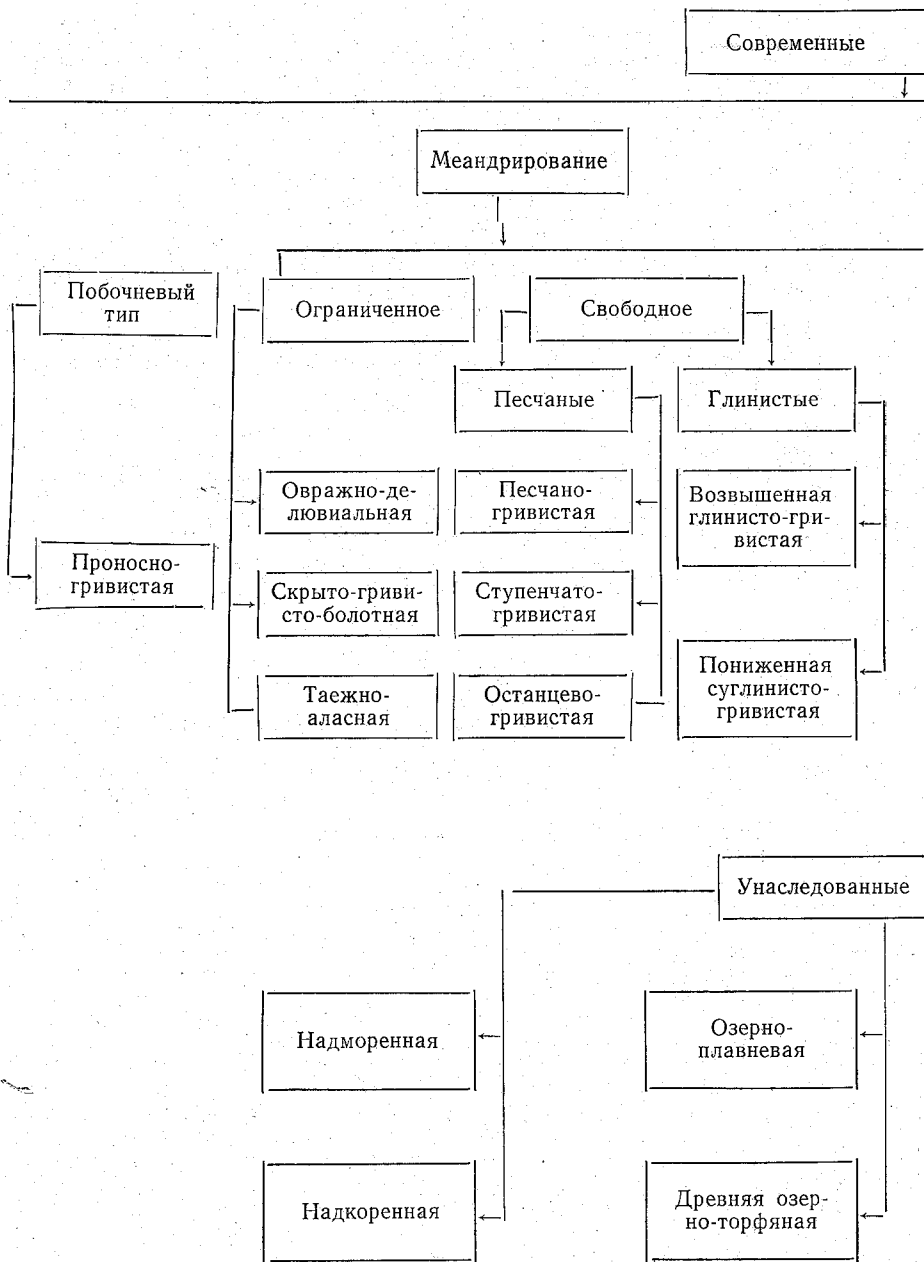 Современные
Меандрирование
Побочневый
тип
Ограниченное
Свободное
Песчаные
Глинистые
Овражно-де-
лювиальная
Песчано-
гривистая
Возвышенная
глинисто-гри-
вистая
Проносно-
гривистая
Скрыто-гриви-
сто-болотная
Ступенчато-
гривистая
Пониженная
суглинисто-
гривистая
Таежно-
аласная
Останцево-
гривистая
Унаследованные
Надморенная
Озерно-
плавневая
Надкоренная
Древняя озер-
но-торфяная